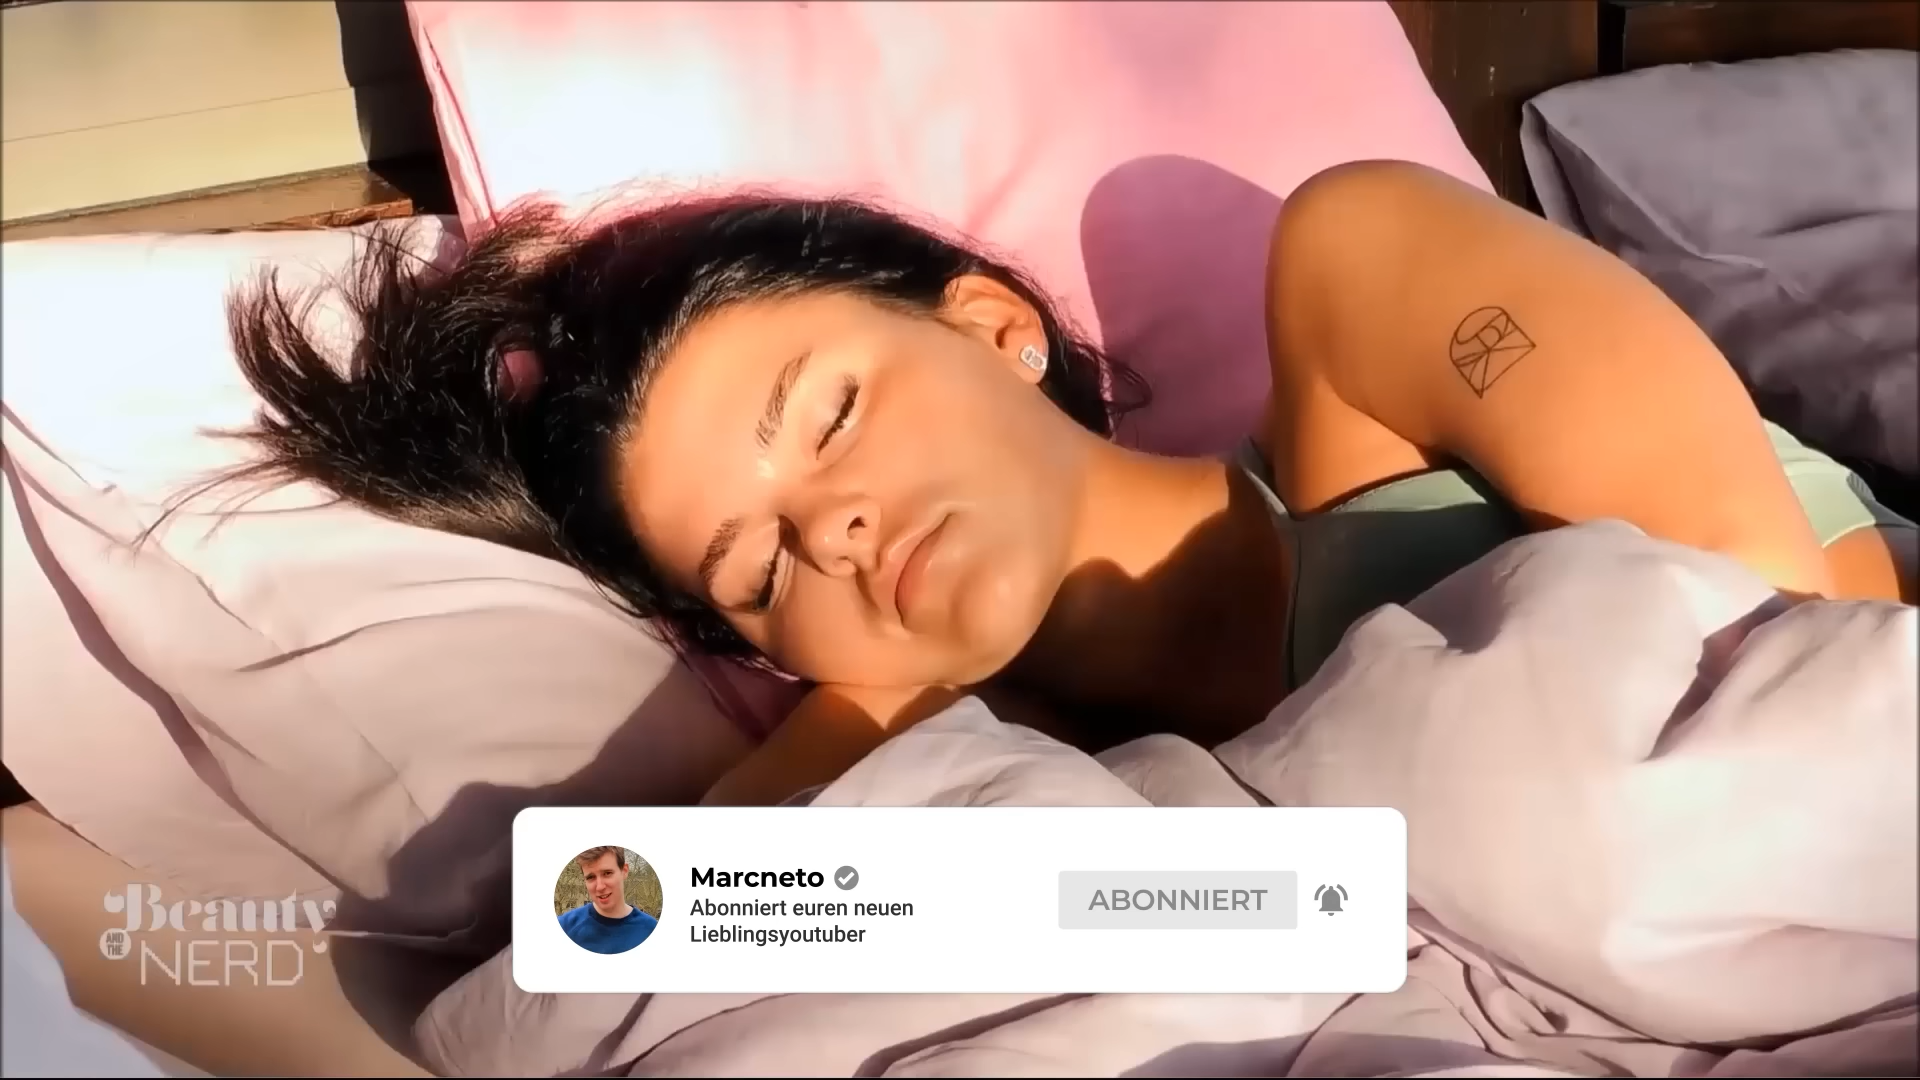 Marcneto
Abonniert euren neuen
Lieblingsyoutuber
ABONNIERT
Beauty
AND THE
NERD